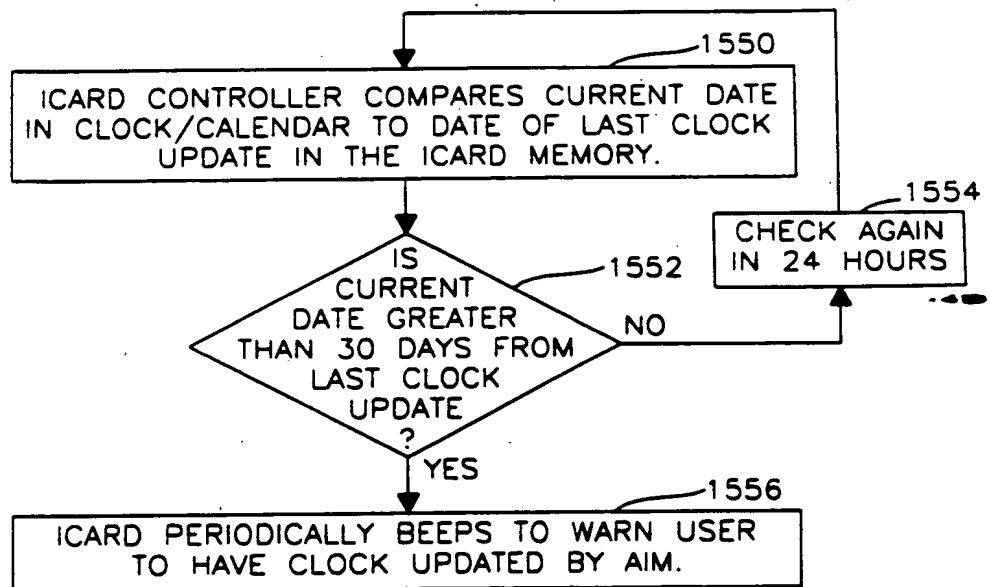 1550
ICARD CONTROLLER COMPARES CURRENT DATE
IN CLOCK/CALENDAR TO DATE OF LAST CLOCK
UPDATE IN THE ICARD MEMORY.
1554
CHECK AGAIN
IN 24 HOURS
1552
IS
CURRENT
DATE GREATER
THAN 30 DAYS FROM
LAST CLOCK
UPDATE
?
NO
YES
1556
ICARD PERIODICALLY BEEPS TO WARN USER
TO HAVE CLOCK UPDATED BY AIM.